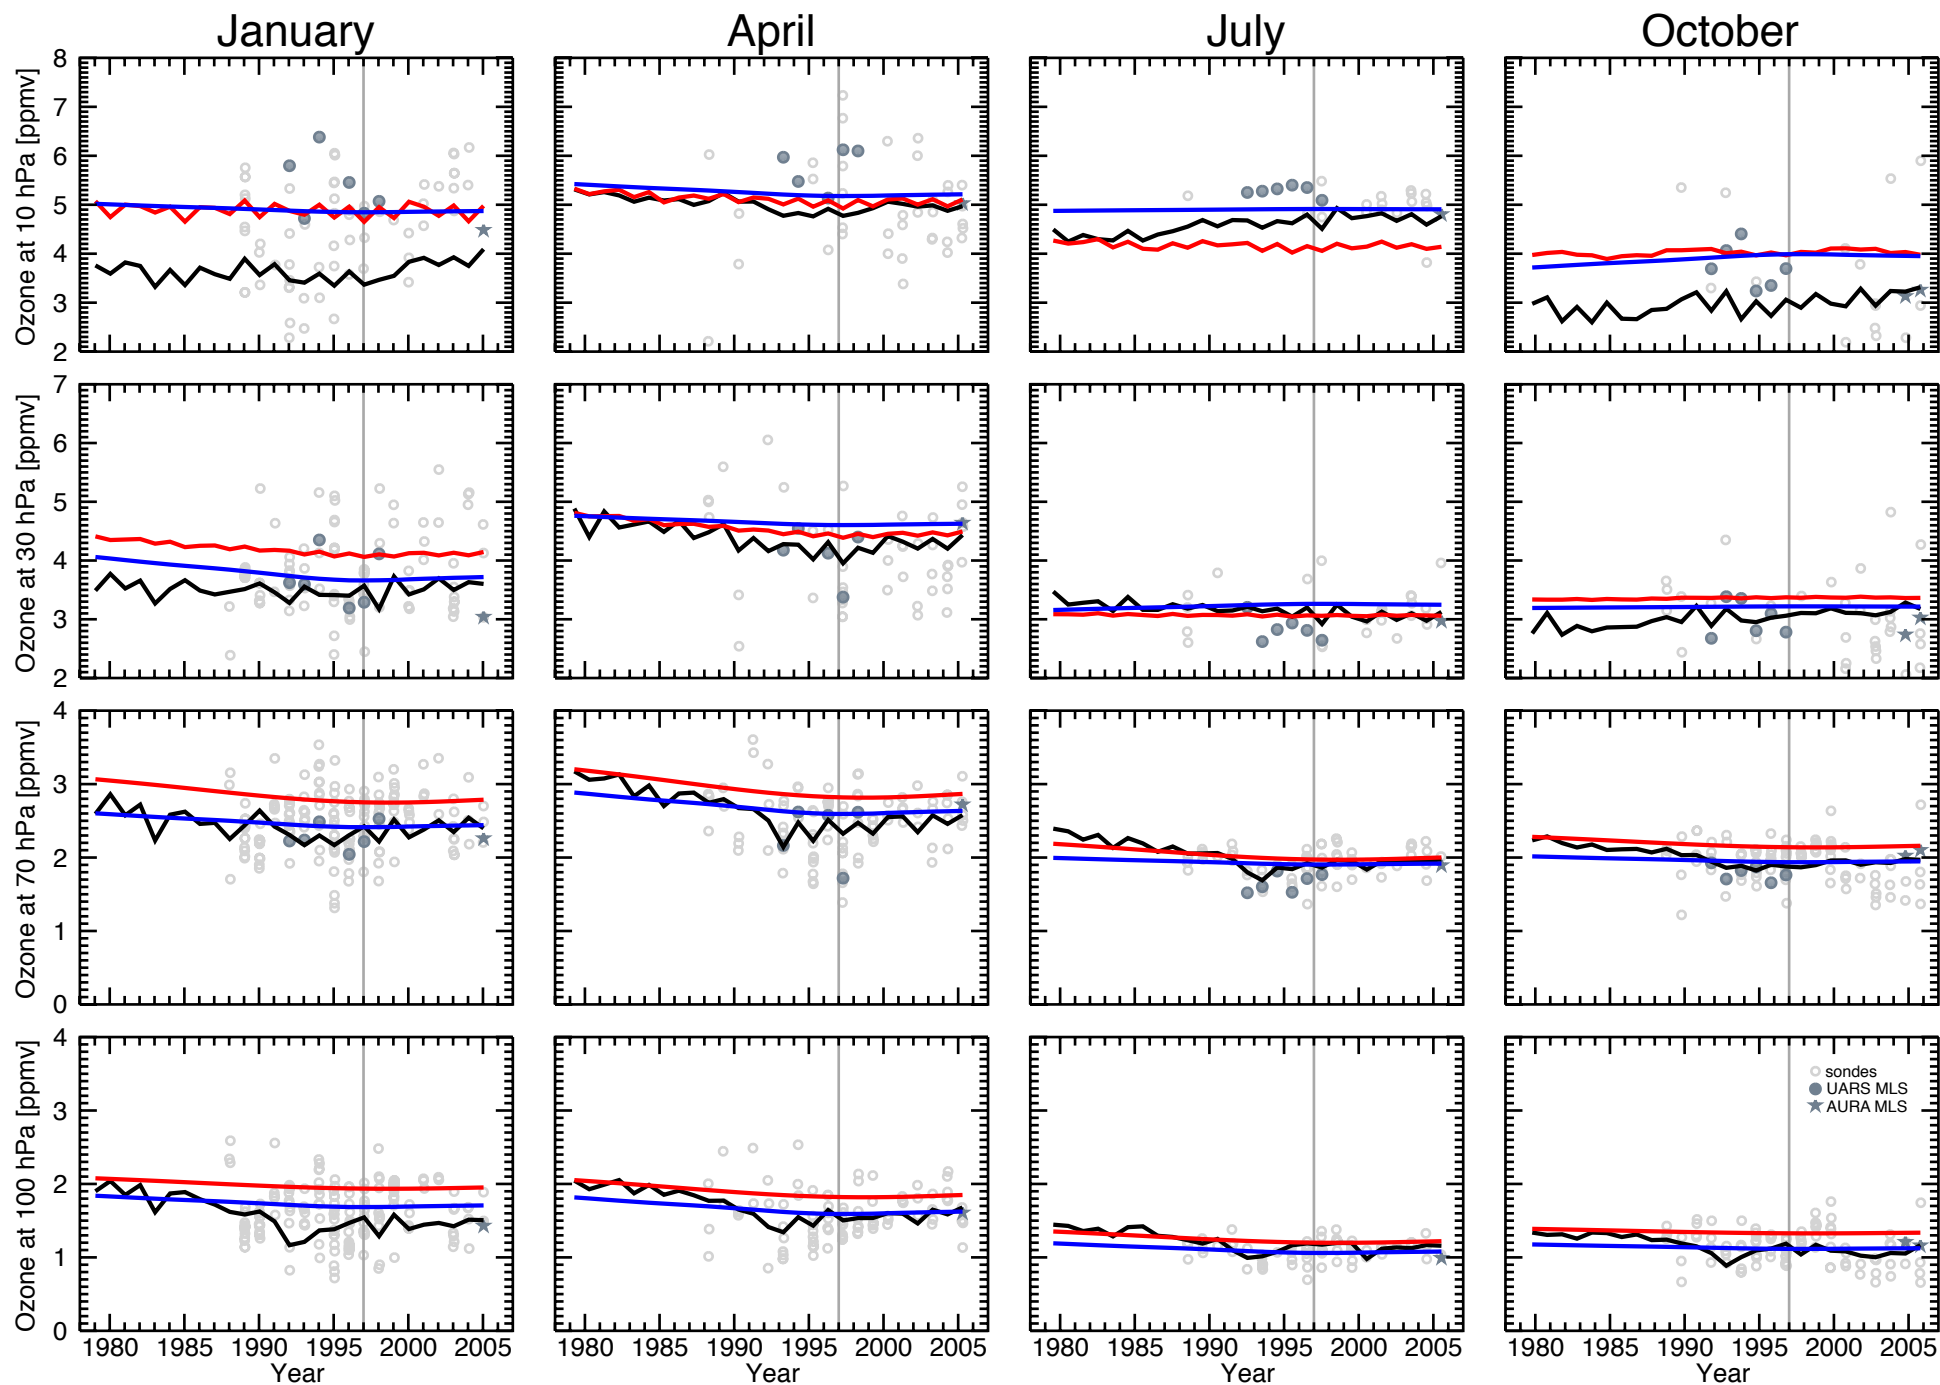 January April July October
Ozone at 10 hPa [ppmv]
8
7
6
5
4
3
2
Ozone at 30 hPa [ppmv]
7
6
5
4
3
2
Ozone at 70 hPa [ppmv]
4
3
2
1
0
Ozone at 100 hPa [ppmv]
4
3
2
1
0
sondes
UARS MLS
AURA MLS
1980 1985 1990 1995 2000 2005 1980 1985 1990 1995 2000 2005 1980 1985 1990 1995 2000 2005 1980 1985 1990 1995 2000 2005
Year Year Year Year